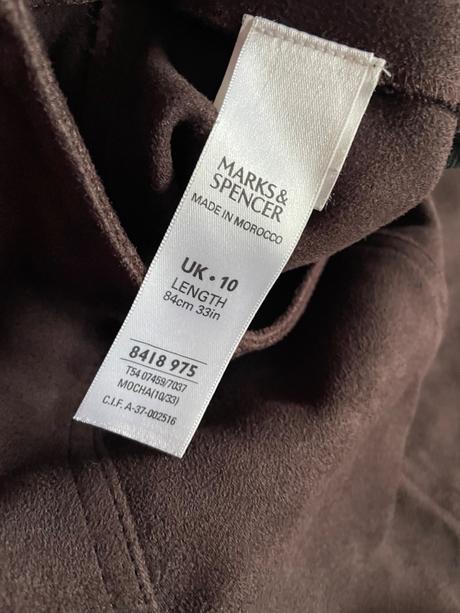 MARKS &
SPENCER
MADE IN MOROCCO
UK • 10
LENGTH
84cm 33in
8418 975
T54 07459/7037
MOCHA(10/33)
C.I.F. A-37-002516